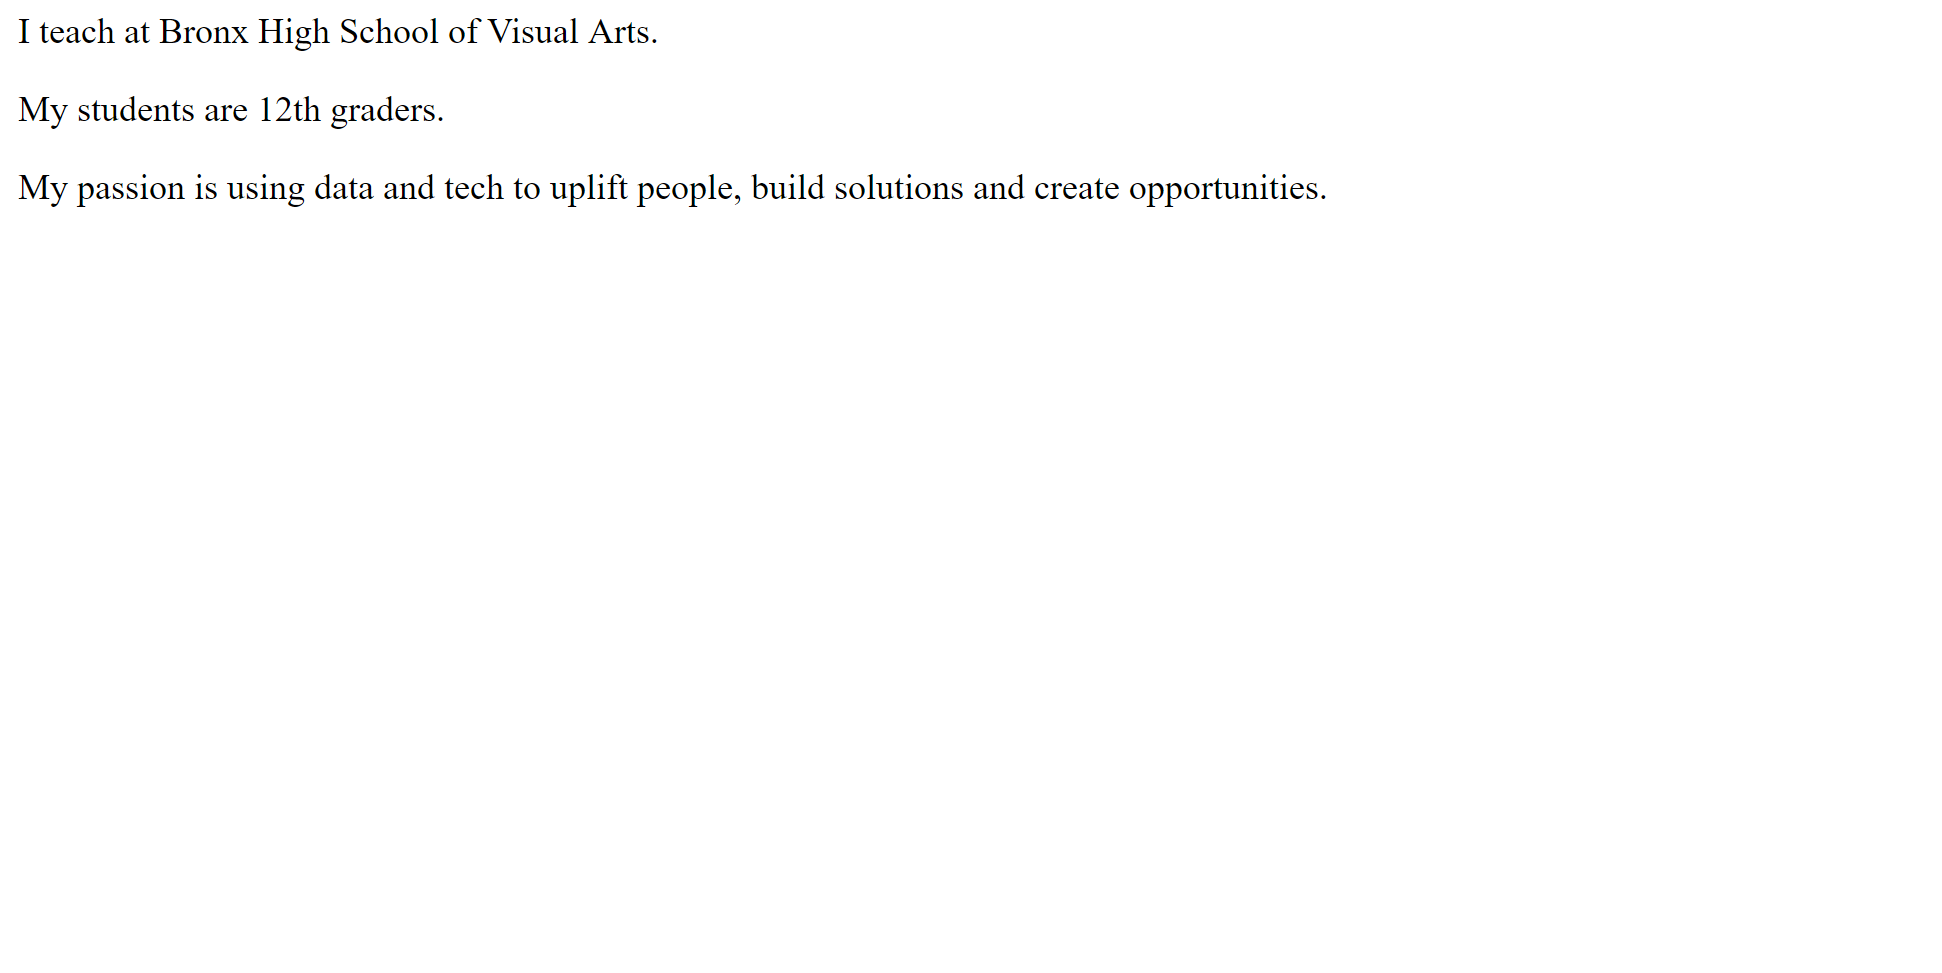 I teach at Bronx High School of Visual Arts.
My students are 12th graders.
My passion is using data and tech to uplift people, build solutions and create opportunities.